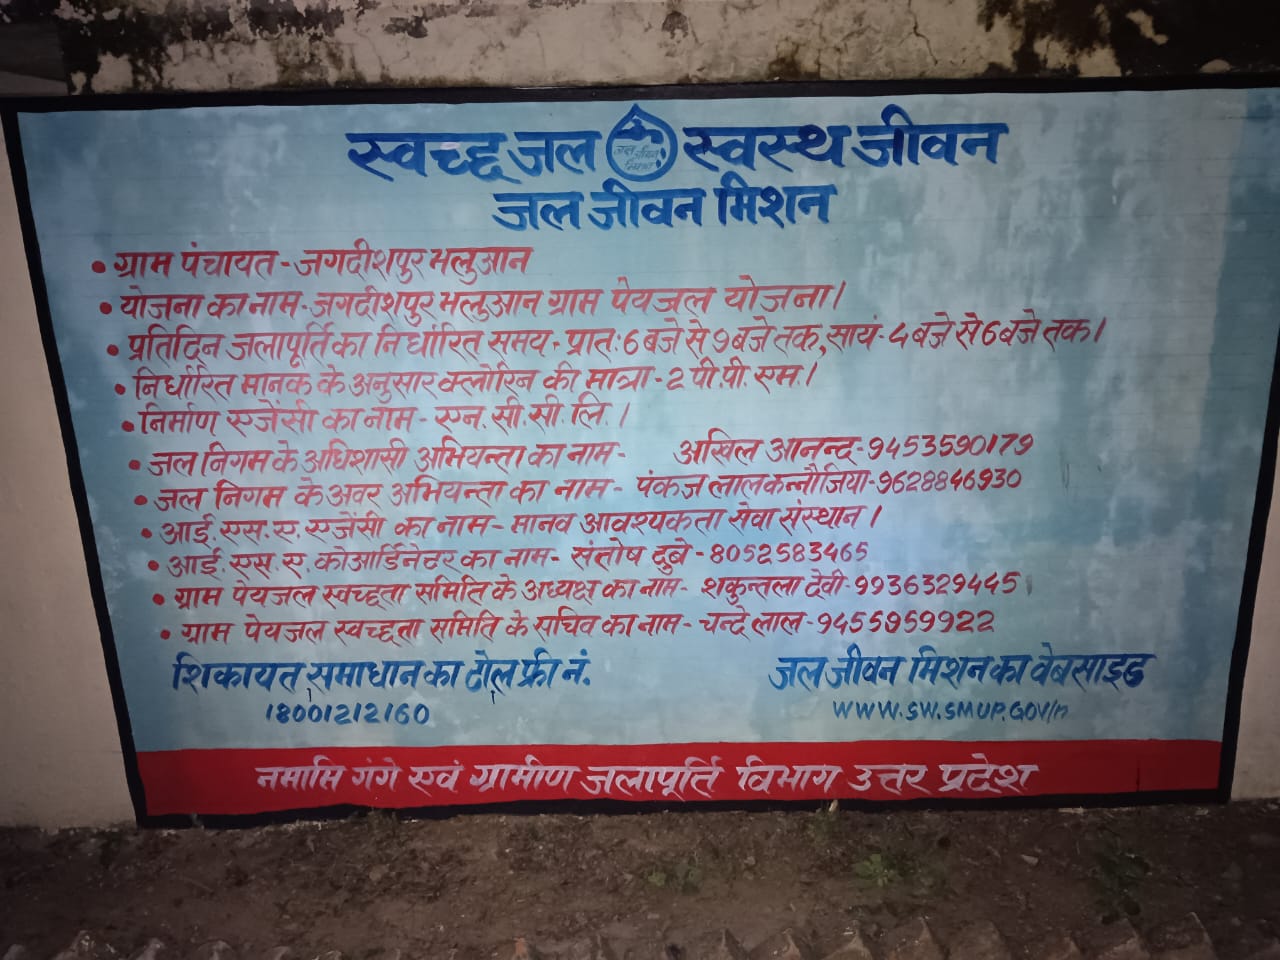 स्वच्छ जल जल जीवन मिशन स्वस्थ जीवन
जल जीवन मिशन
• ग्राम पंचायत - जगदीशपुर भलुआन
• योजना का नाम - जगदीशपुर भलुआन ग्राम पेयजल योजना।
• प्रतिदिन जलापूर्ति का निर्धारित समय - प्रातः 6 बजे से 9 बजे तक, सायं - 4 बजे से 6 बजे तक।
• निर्धारित मानक के अनुसार क्लोरिन की मात्रा - 2 पी.पी. एम.।
• निर्माण एजेंसी का नाम - एन. सी. सी. लि.।
• जल निगम के अधिशासी अभियन्ता का नाम - अखिल आनन्द - 9453590179
• जल निगम के अवर अभियन्ता का नाम - पंकज लाल कन्नौजिया - 9628846930
• आई. एस. ए. एजेंसी का नाम - मानव आवश्यकता सेवा संस्थान।
• आई. एस. ए. कोआर्डिनेटर का नाम - संतोष दुबे - 8052583465
• ग्राम पेयजल स्वच्छता समिति के अध्यक्ष का नाम - शकुन्तला देवी - 9936329445
• ग्राम पेयजल स्वच्छता समिति के सचिव का नाम - चन्दे लाल - 9455959922
शिकायत समाधान का टोल फ्री नं. जल जीवन मिशन का वेबसाइट
18001212160 WWW.SW.SMUP.GOV/n
नमामि गंगे एवं ग्रामीण जलापूर्ति विभाग उत्तर प्रदेश